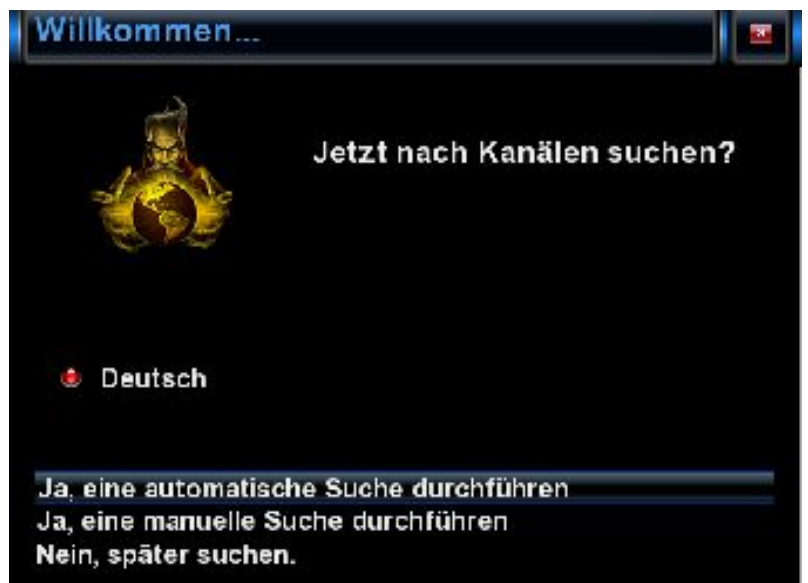 Willkommen...
Jetzt nach Kanälen suchen?
Deutsch
Ja, eine automatische Suche durchführen
Ja, eine manuelle Suche durchführen
Nein, später suchen.